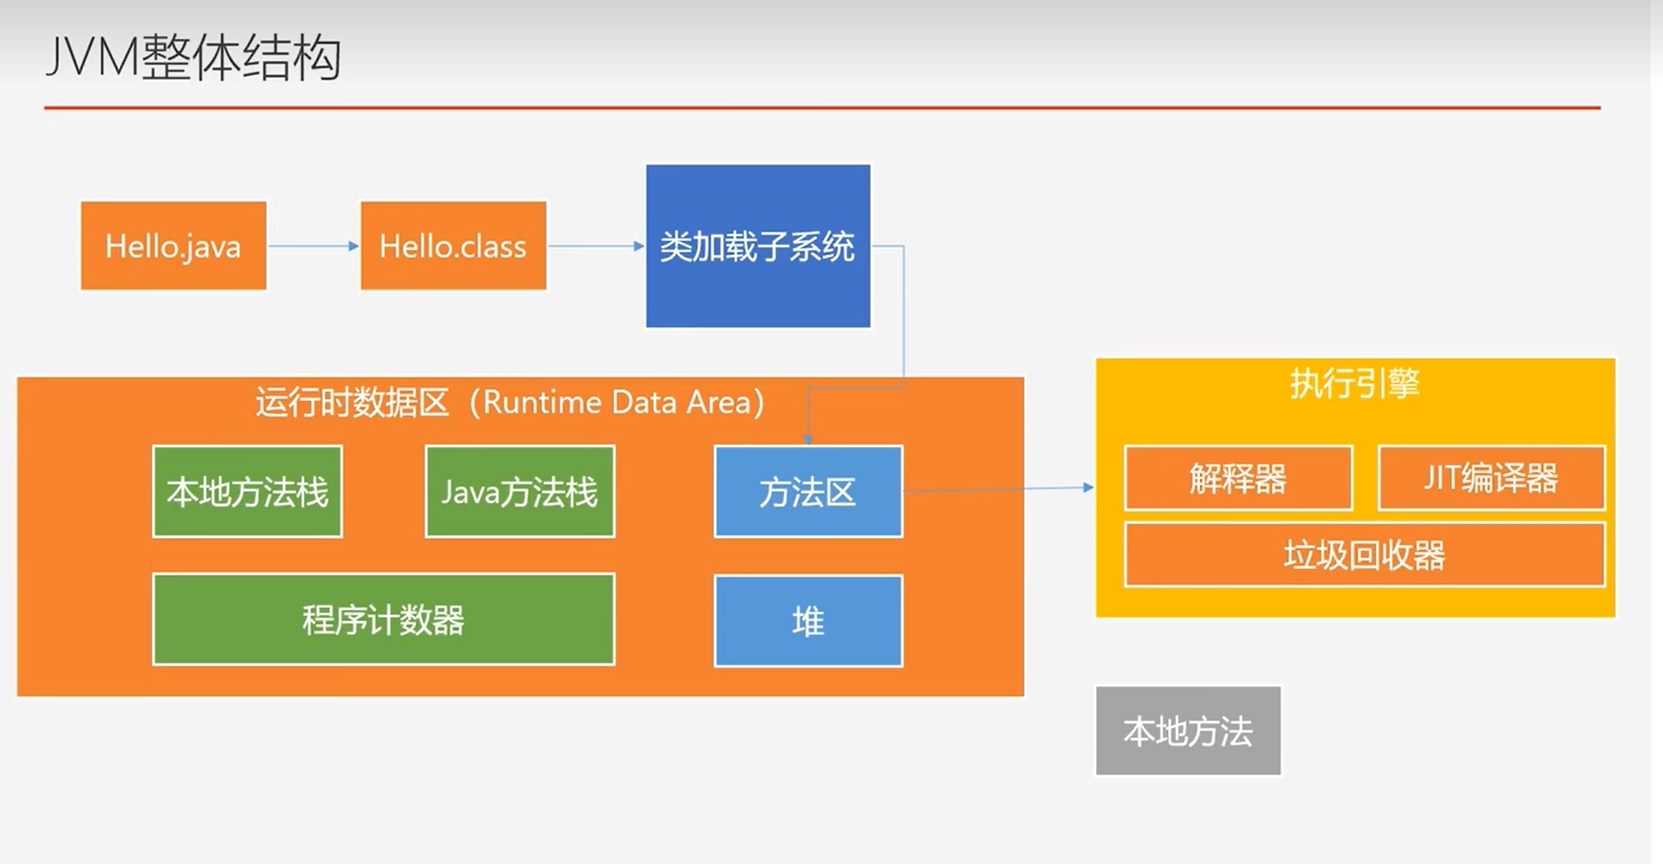 JVM整体结构
Hello.java
Hello.class
类加载子系统
运行时数据区（Runtime Data Area）
本地方法栈
Java方法栈
方法区
程序计数器
堆
执行引擎
解释器
JIT编译器
垃圾回收器
本地方法